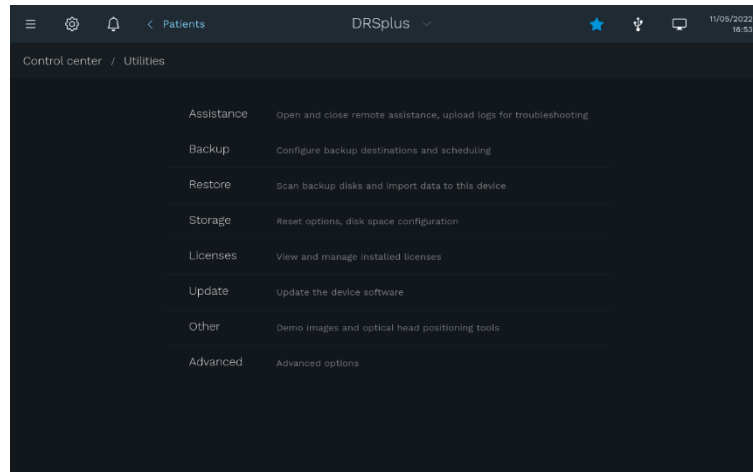 Patients
DRSplus
11/05/2022
16:53
Control center / Utilities
Assistance Open and close remote assistance, upload logs for troubleshooting
Backup Configure backup destinations and scheduling
Restore Scan backup disks and import data to this device
Storage Reset options, disk space configuration
Licenses View and manage installed licenses
Update Update the device software
Other Demo images and optical head positioning tools
Advanced Advanced options